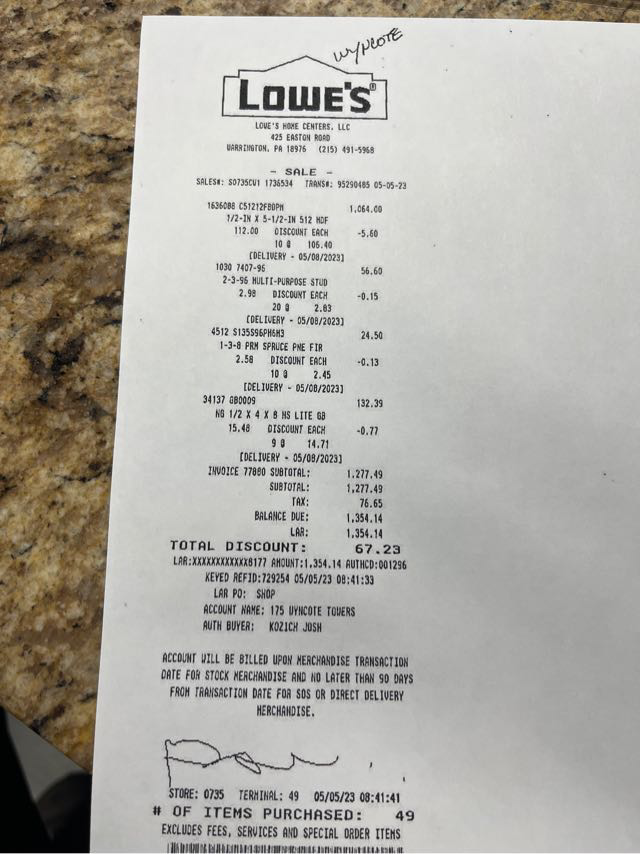 WYNCOTE
LOWE'S®
LOWE'S HOME CENTERS, LLC
425 EASTON ROAD
WARRINGTON, PA 18976 (215) 491-5968
- SALE -
SALES#: S0735CU1 1736534 TRANS#: 95290485 05-05-23
1636088 C51212FB0PM 1,064.00
1/2-IN X 5-1/2-IN 512 MDF
112.00 DISCOUNT EACH -5.60
10 @ 106.40
[DELIVERY - 05/08/2023]
1030 7407-96 56.60
2-3-96 MULTI-PURPOSE STUD
2.98 DISCOUNT EACH -0.15
20 @ 2.83
[DELIVERY - 05/08/2023]
4512 S135S96PH6M3 24.50
1-3-8 PRM SPRUCE PNE FIR
2.58 DISCOUNT EACH -0.13
10 @ 2.45
[DELIVERY - 05/08/2023]
34137 GB0009 132.39
NG 1/2 X 4 X 8 HS LITE GB
15.48 DISCOUNT EACH -0.77
9 @ 14.71
[DELIVERY - 05/08/2023]
INVOICE 77880 SUBTOTAL: 1,277.49
SUBTOTAL: 1,277.49
TAX: 76.65
BALANCE DUE: 1,354.14
LAR: 1,354.14
TOTAL DISCOUNT: 67.23
LAR:XXXXXXXXXXXX8177 AMOUNT:1,354.14 AUTHCD:001296
KEYED REFID:729254 05/05/23 08:41:33
LAR PO: SHOP
ACCOUNT NAME: 175 WYNCOTE TOWERS
AUTH BUYER: KOZICH JOSH
ACCOUNT WILL BE BILLED UPON MERCHANDISE TRANSACTION
DATE FOR STOCK MERCHANDISE AND NO LATER THAN 90 DAYS
FROM TRANSACTION DATE FOR SOS OR DIRECT DELIVERY
MERCHANDISE.
STORE: 0735 TERMINAL: 49 05/05/23 08:41:41
# OF ITEMS PURCHASED: 49
EXCLUDES FEES, SERVICES AND SPECIAL ORDER ITEMS